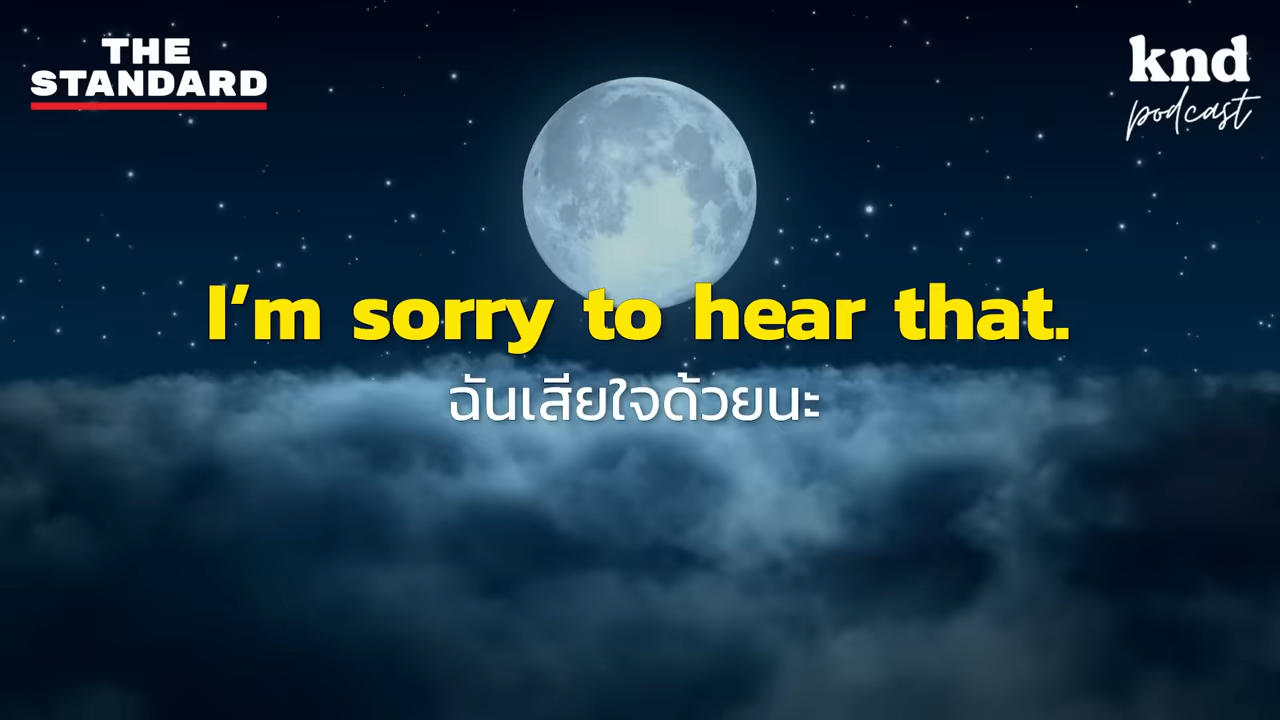 THE
STANDARD
knd
podcast
I’m sorry to hear that.
ฉันเสียใจด้วยนะ